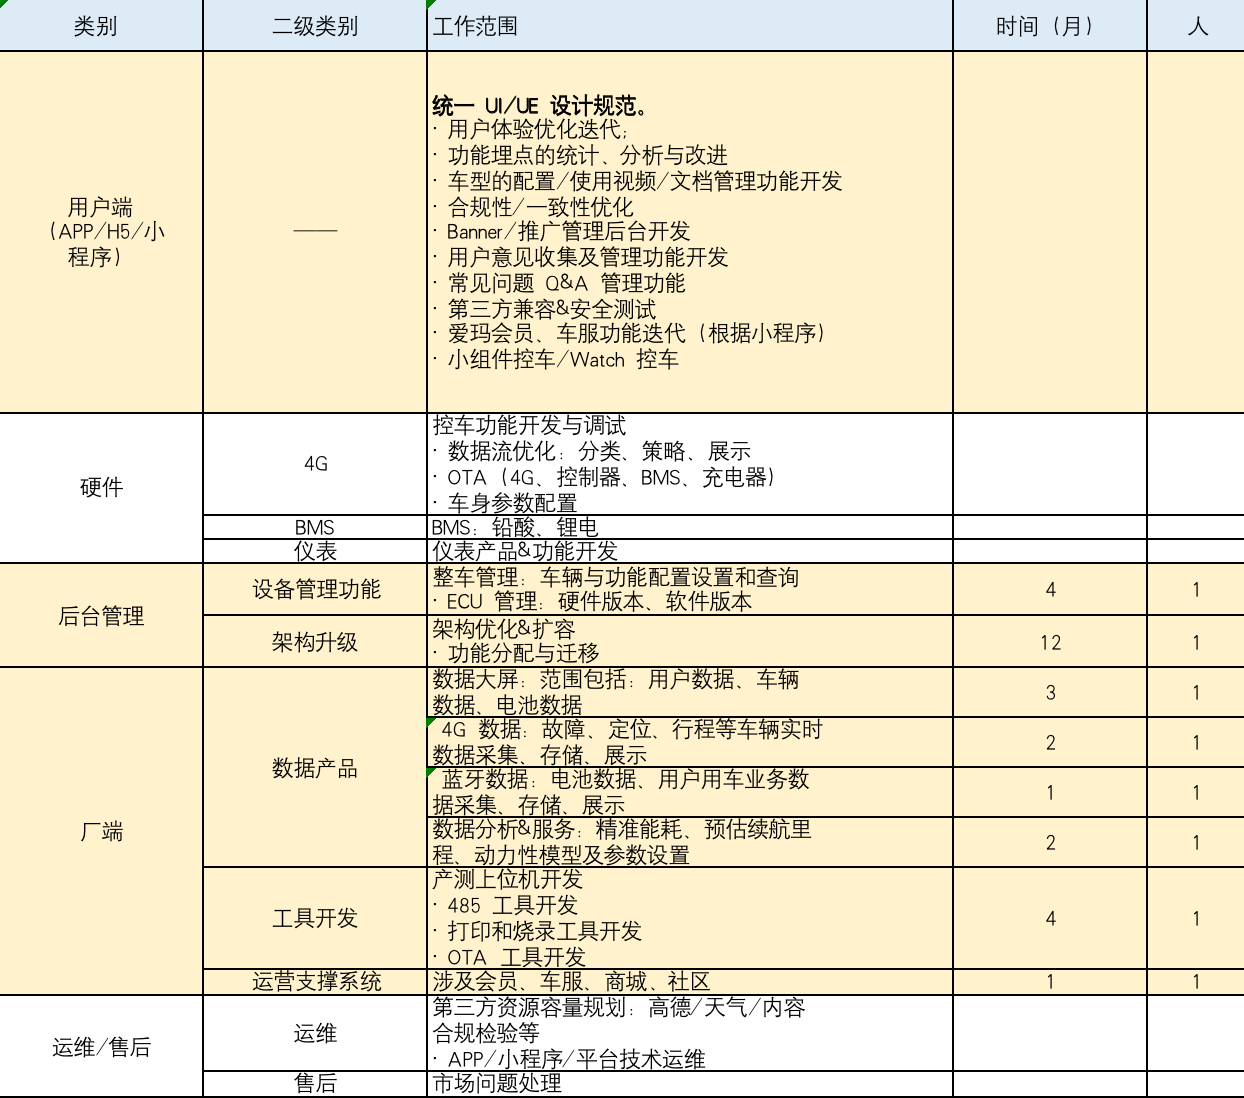 类别 二级类别 工作范围 时间（月） 人
统一 UI/UE 设计规范。
· 用户体验优化迭代;
· 功能埋点的统计、分析与改进
· 车型的配置/使用视频/文档管理功能开发
· 合规性/一致性优化
· Banner/推广管理后台开发
· 用户意见收集及管理功能开发
· 常见问题 Q&A 管理功能
· 第三方兼容&安全测试
· 爱玛会员、车服功能迭代（根据小程序）
· 小组件控车/Watch 控车
用户端
（APP/H5/小
程序）
——
硬件
4G
控车功能开发与调试
· 数据流优化：分类、策略、展示
· OTA（4G、控制器、BMS、充电器）
· 车身参数配置
BMS BMS：铅酸、锂电
仪表 仪表产品&功能开发
后台管理
设备管理功能
整车管理：车辆与功能配置设置和查询
· ECU 管理：硬件版本、软件版本
4 1
架构升级
架构优化&扩容
· 功能分配与迁移
12 1
厂端
数据产品
数据大屏：范围包括：用户数据、车辆
数据、电池数据
3 1
4G 数据：故障、定位、行程等车辆实时
数据采集、存储、展示
2 1
蓝牙数据：电池数据、用户用车业务数
据采集、存储、展示
1 1
数据分析&服务：精准能耗、预估续航里
程、动力性模型及参数设置
2 1
工具开发
产测上位机开发
· 485 工具开发
· 打印和烧录工具开发
· OTA 工具开发
4 1
运营支撑系统 涉及会员、车服、商城、社区 1 1
运维/售后
运维
第三方资源容量规划：高德/天气/内容
合规检验等
· APP/小程序/平台技术运维
售后 市场问题处理